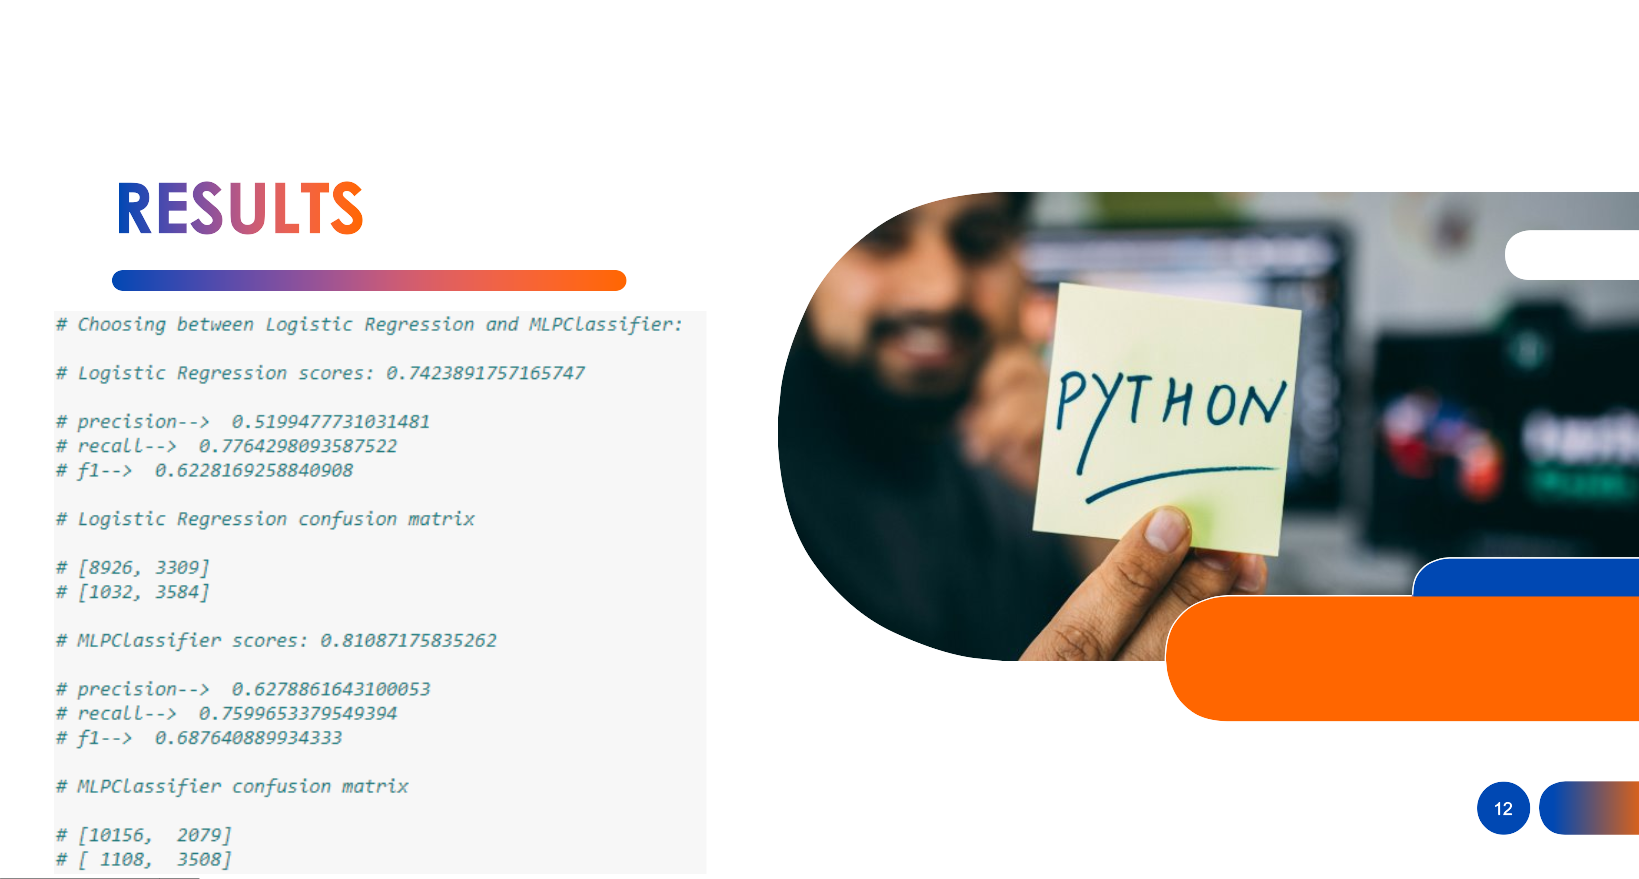 RESULTS
# Choosing between Logistic Regression and MLPClassifier:
# Logistic Regression scores: 0.7423891757165747
# precision--> 0.5199477731031481
# recall--> 0.7764298093587522
# f1--> 0.6228169258840908
# Logistic Regression confusion matrix
# [8926, 3309]
# [1032, 3584]
# MLPClassifier scores: 0.81087175835262
# precision--> 0.6278861643100053
# recall--> 0.7599653379549394
# f1--> 0.687640889934333
# MLPClassifier confusion matrix
# [10156,  2079]
# [ 1108,  3508]
PYTHON
12